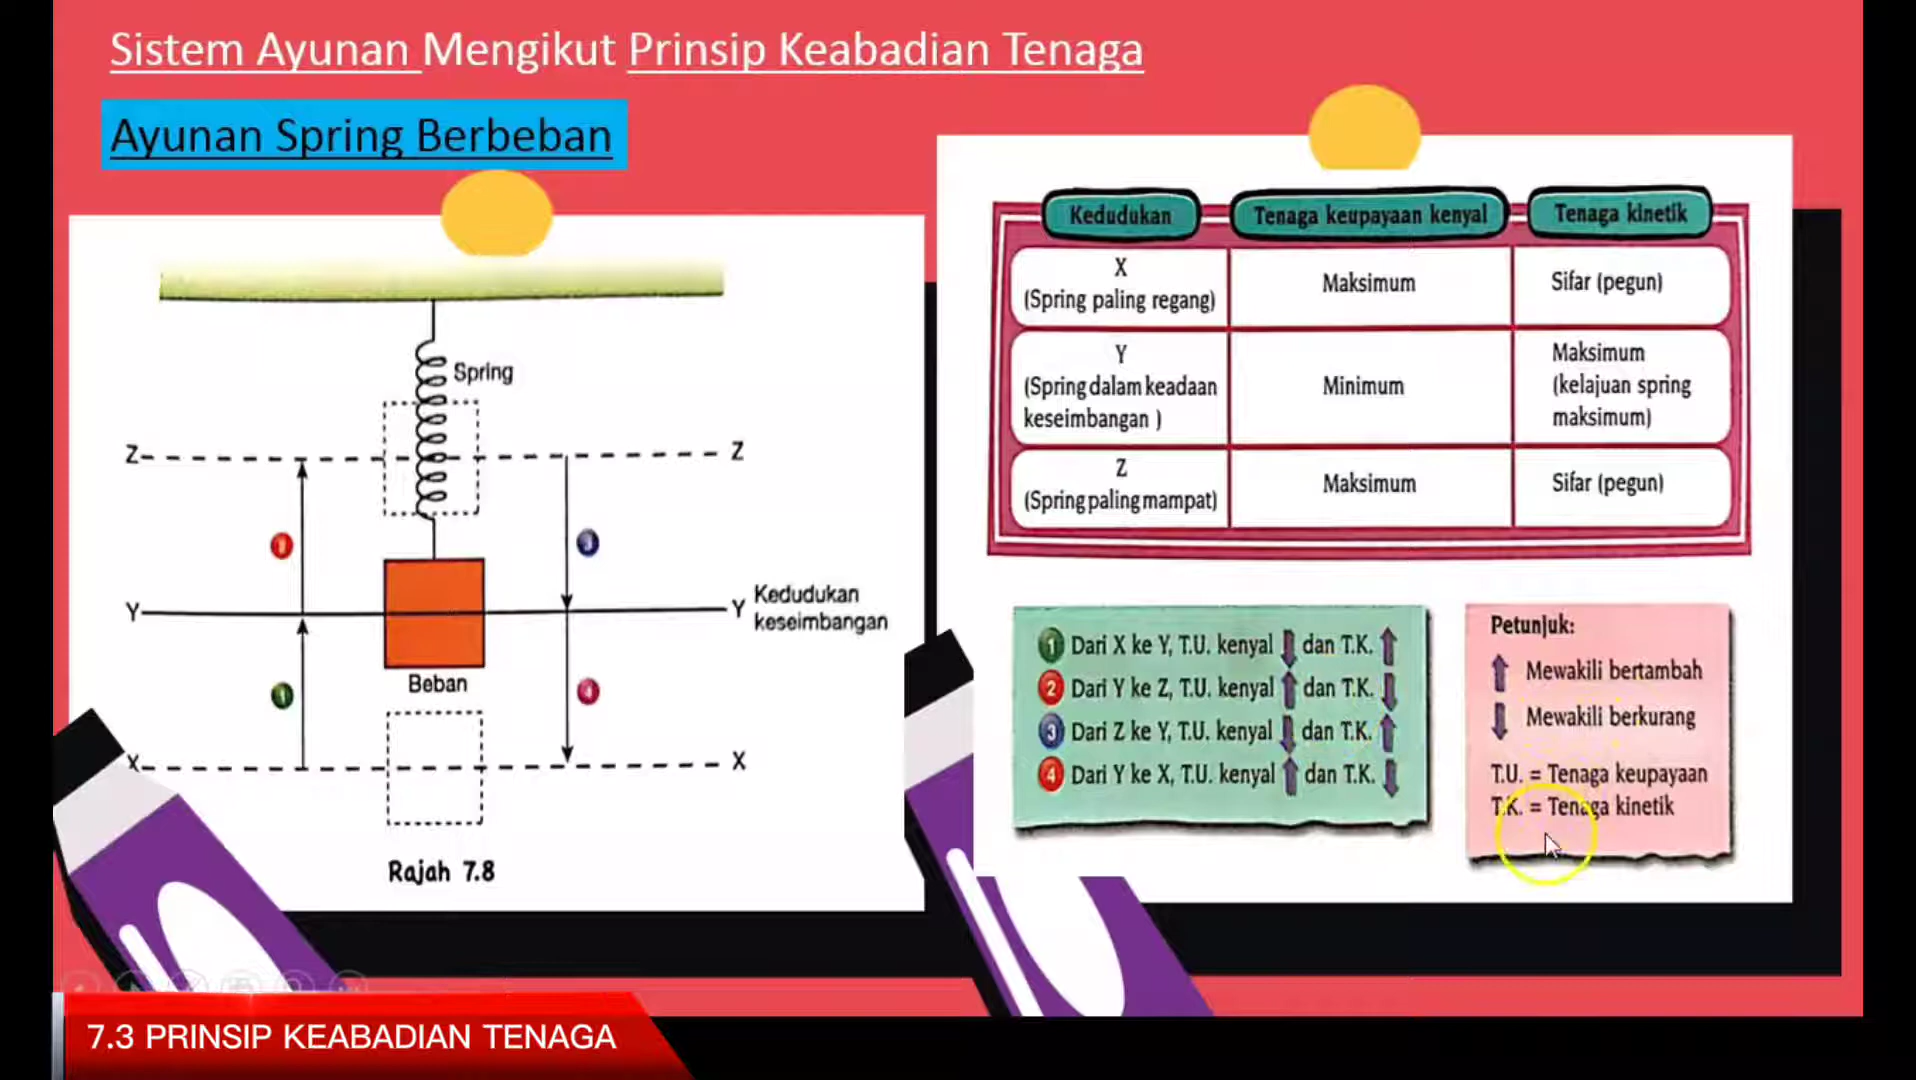 Sistem Ayunan Mengikut Prinsip Keabadian Tenaga
Ayunan Spring Berbeban
Spring
Z
Z
2
3
Y
Y
Kedudukan
keseimbangan
Beban
1
4
X
X
Rajah 7.8
Kedudukan
Tenaga keupayaan kenyal
Tenaga kinetik
X
(Spring paling regang)
Maksimum
Sifar (pegun)
Y
(Spring dalam keadaan
keseimbangan )
Minimum
Maksimum
(kelajuan spring
maksimum)
Z
(Spring paling mampat)
Maksimum
Sifar (pegun)
1 Dari X ke Y, T.U. kenyal ↓ dan T.K. ↑
2 Dari Y ke Z, T.U. kenyal ↑ dan T.K. ↓
3 Dari Z ke Y, T.U. kenyal ↓ dan T.K. ↑
4 Dari Y ke X, T.U. kenyal ↑ dan T.K. ↓
Petunjuk:
↑ Mewakili bertambah
↓ Mewakili berkurang
T.U. = Tenaga keupayaan
T.K. = Tenaga kinetik
7.3 PRINSIP KEABADIAN TENAGA